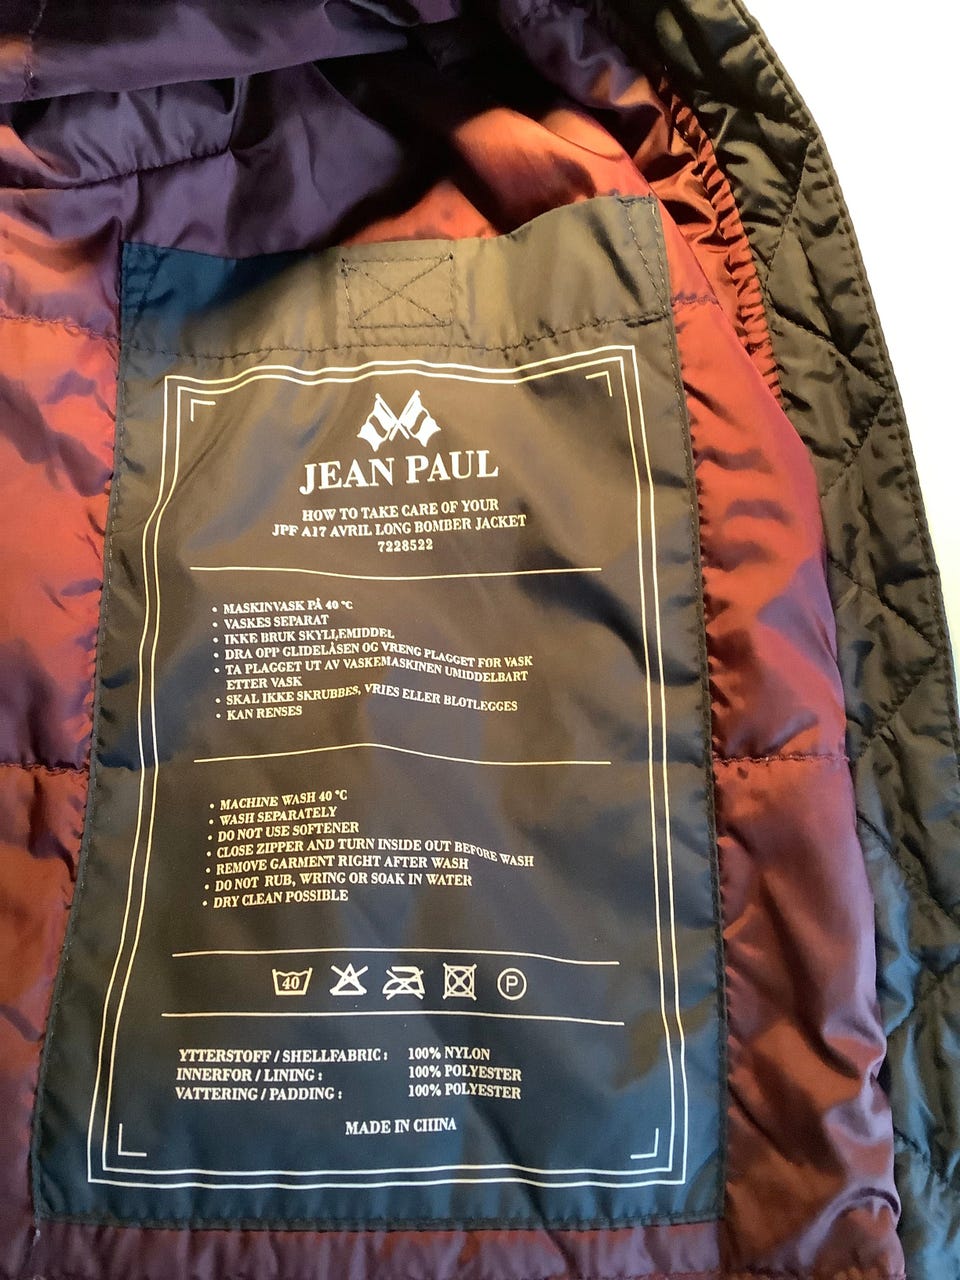 JEAN PAUL
HOW TO TAKE CARE OF YOUR
JPF A17 AVRIL LONG BOMBER JACKET
7228522
• MASKINVASK PÅ 40 °C
• VASKES SEPARAT
• IKKE BRUK SKYLLEMIDDEL
• DRA OPP GLIDELÅSEN OG VRENG PLAGGET FØR VASK
• TA PLAGGET UT AV VASKEMASKINEN UMIDDELBART
ETTER VASK
• SKAL IKKE SKRUBBES, VRIES ELLER BLØTLEGGES
• KAN RENSES
• MACHINE WASH 40 °C
• WASH SEPARATELY
• DO NOT USE SOFTENER
• CLOSE ZIPPER AND TURN INSIDE OUT BEFORE WASH
• REMOVE GARMENT RIGHT AFTER WASH
• DO NOT RUB, WRING OR SOAK IN WATER
• DRY CLEAN POSSIBLE
40 P
YTTERSTOFF / SHELLFABRIC : 100% NYLON
INNERFOR / LINING : 100% POLYESTER
VATTERING / PADDING : 100% POLYESTER
MADE IN CHINA